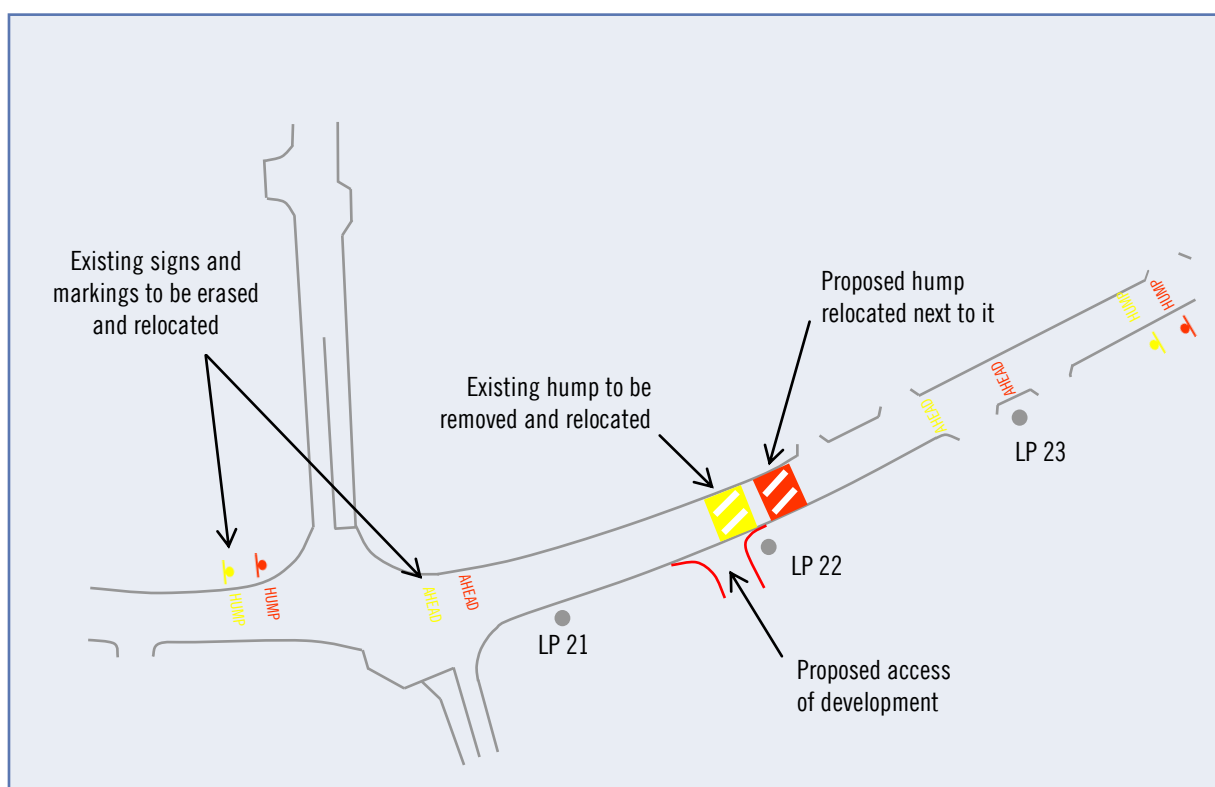 Existing signs and
markings to be erased
and relocated
Proposed hump
relocated next to it
Existing hump to be
removed and relocated
HUMP
HUMP
AHEAD
AHEAD
LP 23
HUMP
HUMP
AHEAD
AHEAD
LP 22
LP 21
Proposed access
of development